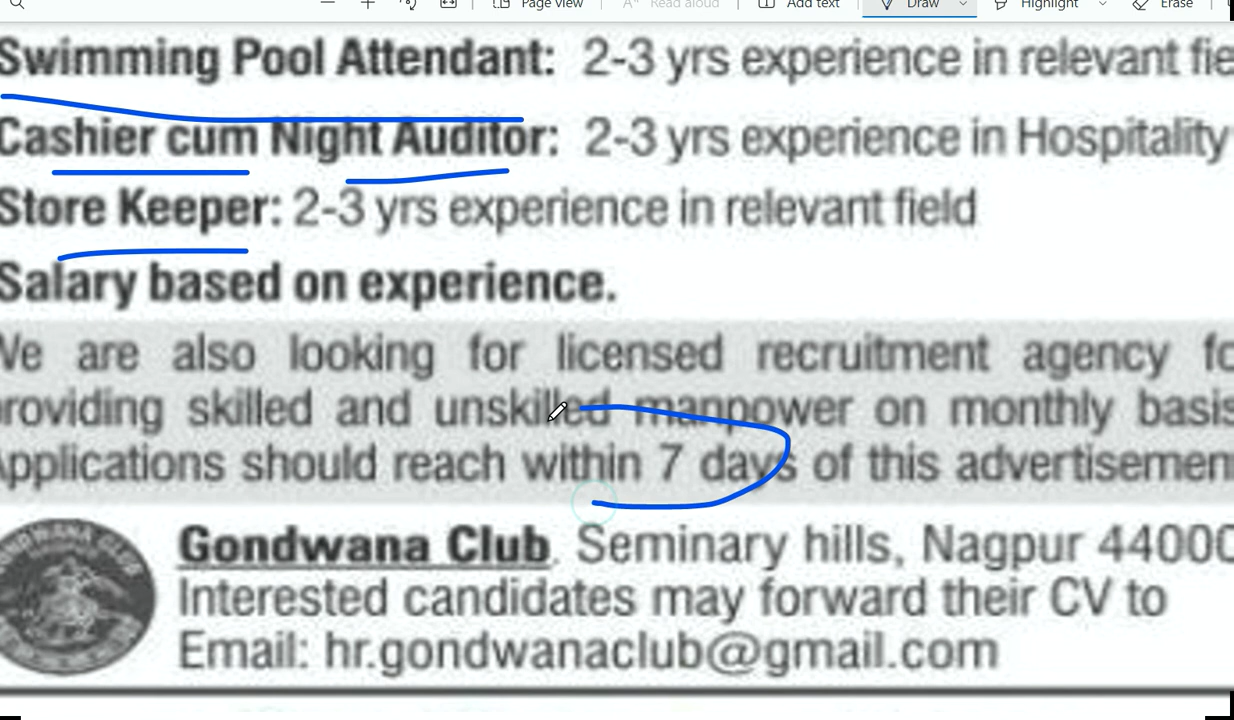 Page view Read aloud Add text Draw Highlight Erase
Swimming Pool Attendant: 2-3 yrs experience in relevant fie
Cashier cum Night Auditor: 2-3 yrs experience in Hospitality
Store Keeper: 2-3 yrs experience in relevant field
Salary based on experience.
We are also looking for licensed recruitment agency fo
roviding skilled and unskilled manpower on monthly basis
Applications should reach within 7 days of this advertisemen
GONDWANA CLUB
Gondwana Club, Seminary hills, Nagpur 44000
Interested candidates may forward their CV to
Email: hr.gondwanaclub@gmail.com